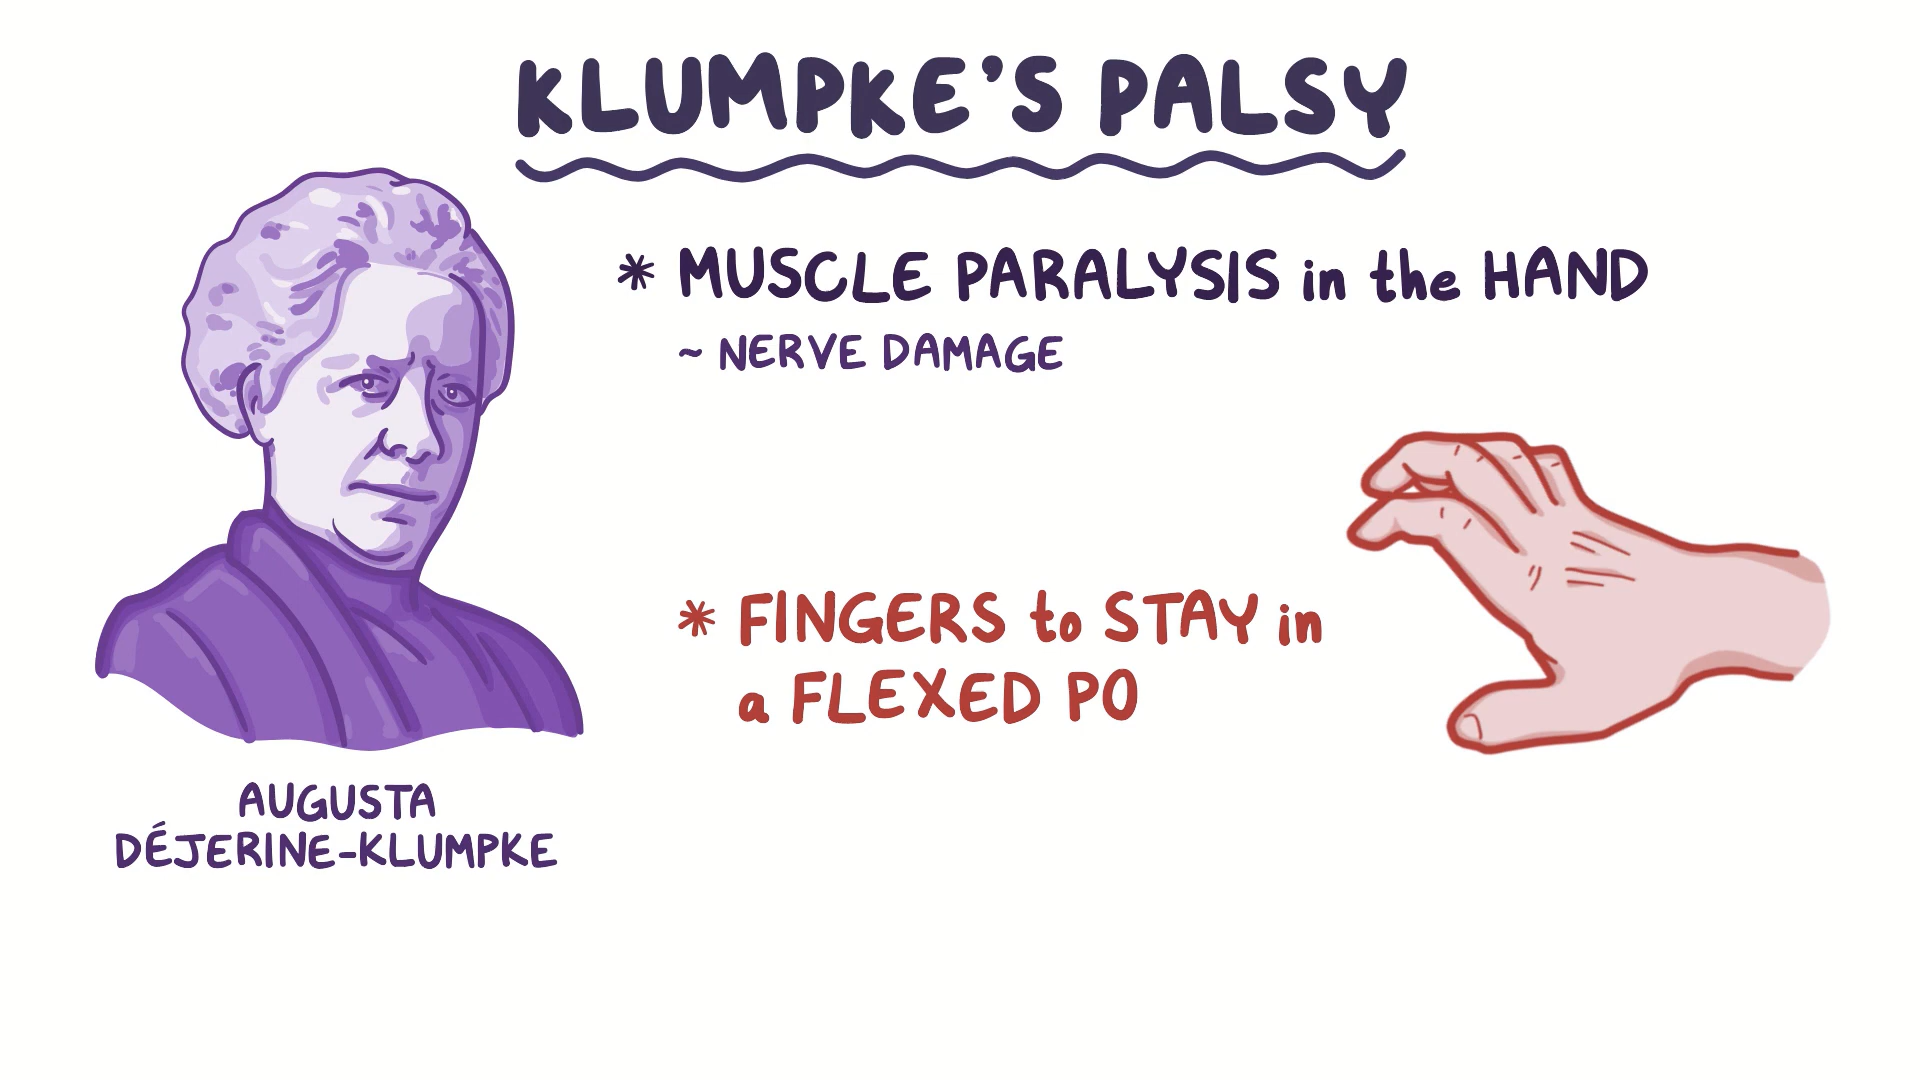 KLUMPKE'S PALSY
* MUSCLE PARALYSIS in the HAND
~ NERVE DAMAGE
* FINGERS to STAY in
a FLEXED PO
AUGUSTA
DÉJERINE-KLUMPKE